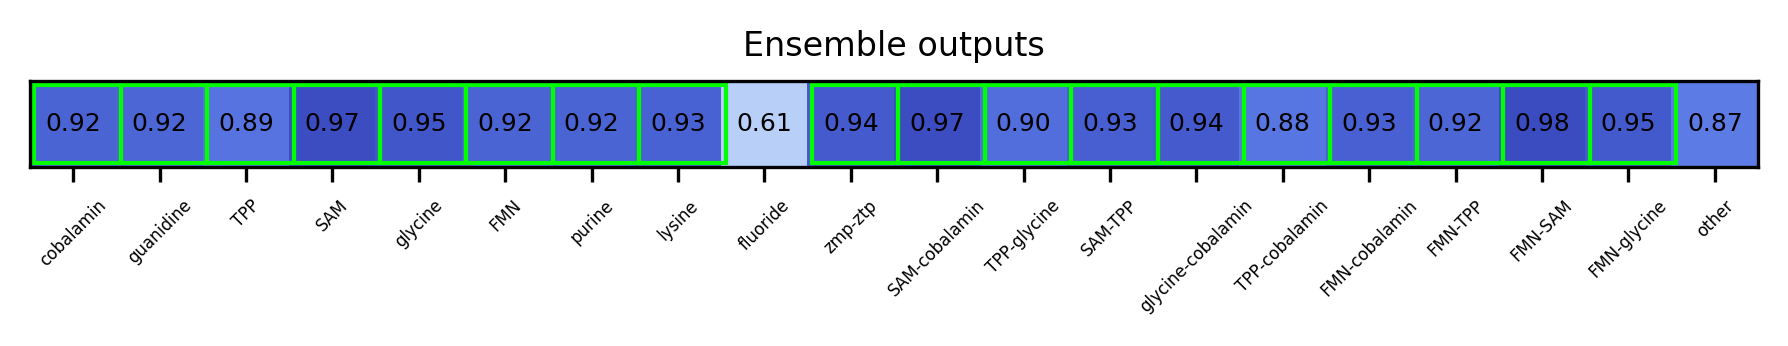 Ensemble outputs
0.92 0.92 0.89 0.97 0.95 0.92 0.92 0.93 0.61 0.94 0.97 0.90 0.93 0.94 0.88 0.93 0.92 0.98 0.95 0.87
cobalamin guanidine TPP SAM glycine FMN purine lysine fluoride zmp-ztp SAM-cobalamin TPP-glycine SAM-TPP glycine-cobalamin TPP-cobalamin FMN-cobalamin FMN-TPP FMN-SAM FMN-glycine other